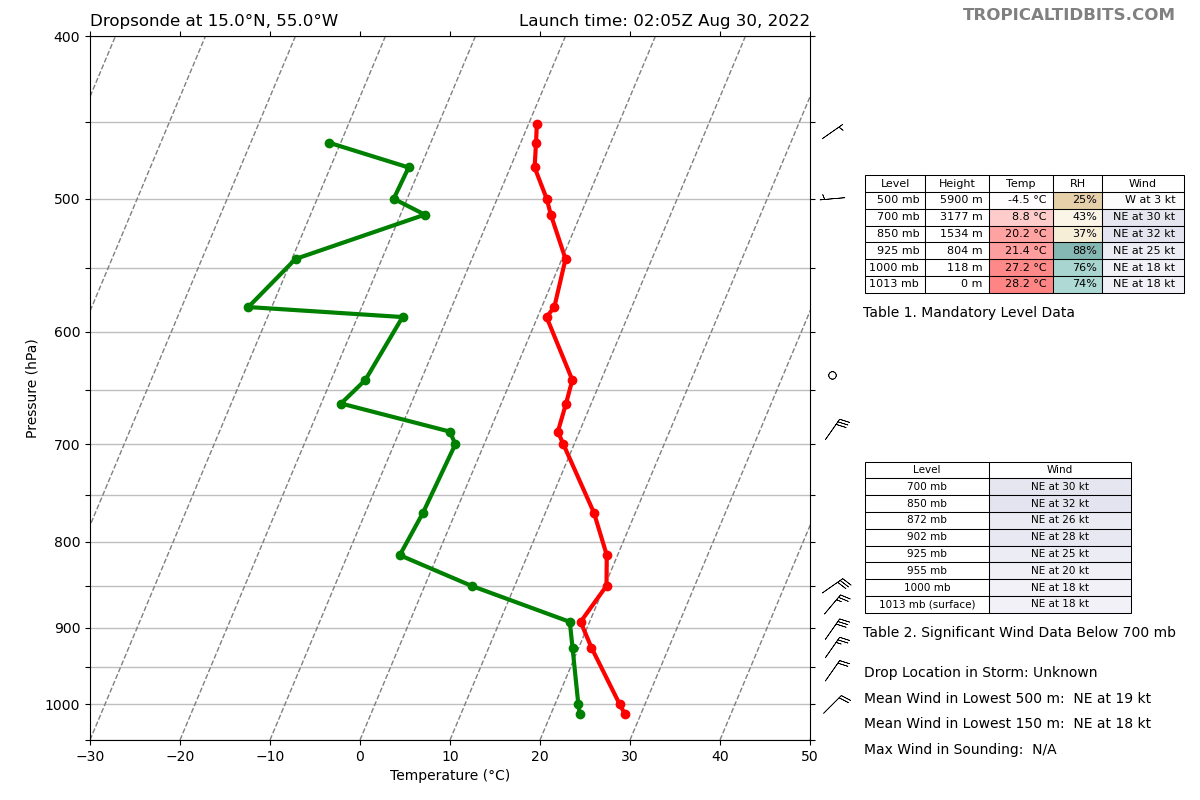 TROPICALTIDBITS.COM
Dropsonde at 15.0°N, 55.0°W
Launch time: 02:05Z Aug 30, 2022
400
500
600
700
800
900
1000
Pressure (hPa)
−30 −20 −10 0 10 20 30 40 50
Temperature (°C)
Level Height Temp RH Wind
500 mb 5900 m -4.5 °C 25% W at 3 kt
700 mb 3177 m 8.8 °C 43% NE at 30 kt
850 mb 1534 m 20.2 °C 37% NE at 32 kt
925 mb 804 m 21.4 °C 88% NE at 25 kt
1000 mb 118 m 27.2 °C 76% NE at 18 kt
1013 mb 0 m 28.2 °C 74% NE at 18 kt
Table 1. Mandatory Level Data
Level Wind
700 mb NE at 30 kt
850 mb NE at 32 kt
872 mb NE at 26 kt
902 mb NE at 28 kt
925 mb NE at 25 kt
955 mb NE at 20 kt
1000 mb NE at 18 kt
1013 mb (surface) NE at 18 kt
Table 2. Significant Wind Data Below 700 mb
Drop Location in Storm: Unknown
Mean Wind in Lowest 500 m: NE at 19 kt
Mean Wind in Lowest 150 m: NE at 18 kt
Max Wind in Sounding: N/A